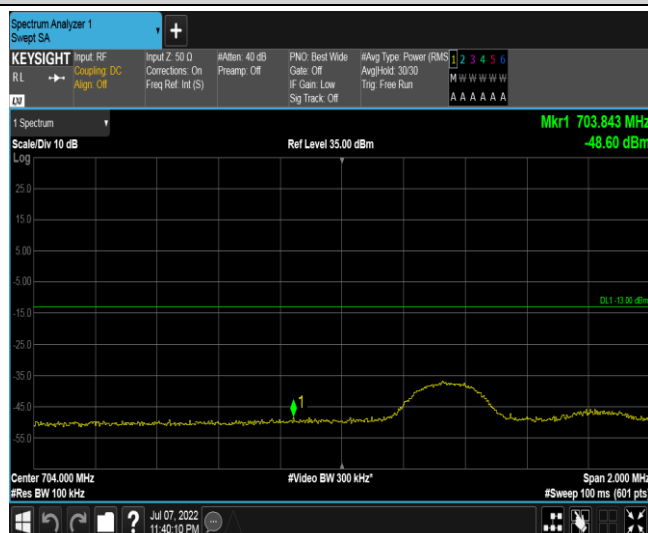 Spectrum Analyzer 1
Swept SA
+
KEYSIGHT
RL
LXI
Input: RF
Coupling: DC
Align: Off
Input Z: 50 Ω
Corrections: On
Freq Ref: Int (S)
#Atten: 40 dB
Preamp: Off
PNO: Best Wide
Gate: Off
IF Gain: Low
Sig Track: Off
#Avg Type: Power (RMS
Avg|Hold: 30/30
Trig: Free Run
1 2 3 4 5 6
M W W W W W
A A A A A A
1 Spectrum
Mkr1 703.843 MHz
-48.60 dBm
Scale/Div 10 dB
Ref Level 35.00 dBm
Log
25.0
15.0
5.00
-5.00
DL1 -13.00 dBm
-15.0
-25.0
-35.0
1
-45.0
-55.0
Center 704.000 MHz
#Video BW 300 kHz*
Span 2.000 MHz
#Res BW 100 kHz
#Sweep 100 ms (601 pts)
?
Jul 07, 2022
11:40:10 PM